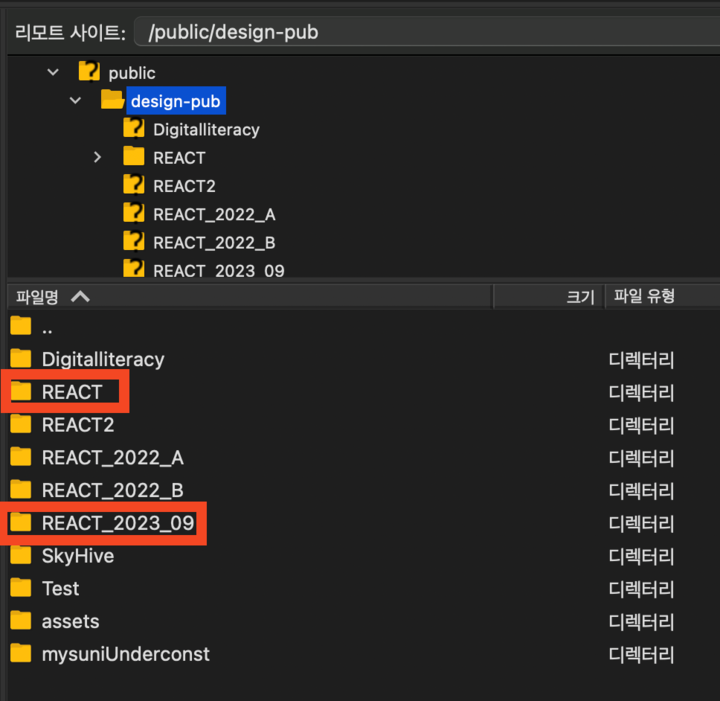 리모트 사이트: /public/design-pub
public
design-pub
Digitalliteracy
REACT
REACT2
REACT_2022_A
REACT_2022_B
REACT_2023_09
파일명 크기 파일 유형
..
Digitalliteracy 디렉터리
REACT 디렉터리
REACT2 디렉터리
REACT_2022_A 디렉터리
REACT_2022_B 디렉터리
REACT_2023_09 디렉터리
SkyHive 디렉터리
Test 디렉터리
assets 디렉터리
mysuniUnderconst 디렉터리